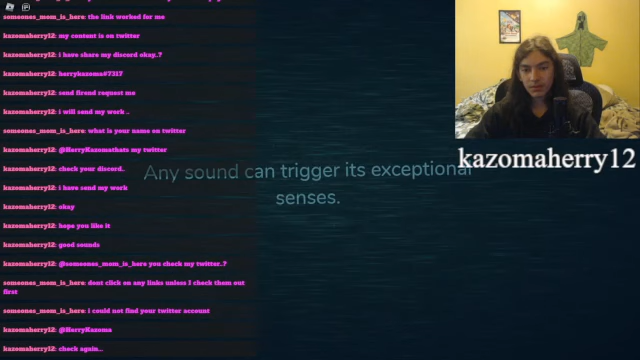 someones_mom_is_here: the link worked for me
kazomaherry12: my content is on twitter
kazomaherry12: i have share my discord okay..?
kazomaherry12: herrykazoma#7317
kazomaherry12: send firend request me
kazomaherry12: i will send my work ..
someones_mom_is_here: what is your name on twitter
kazomaherry12: @HerryKazomathats my twitter
kazomaherry12: check your discord..
kazomaherry12: i have send my work
kazomaherry12: okay
kazomaherry12: hope you like it
kazomaherry12: good sounds
kazomaherry12: @someones_mom_is_here you check my twitter..?
someones_mom_is_here: dont click on any links unless I check them out
first
someones_mom_is_here: i could not find your twitter account
kazomaherry12: @HerryKazoma
kazomaherry12: check again...
Any sound can trigger its exceptional
senses.
kazomaherry12